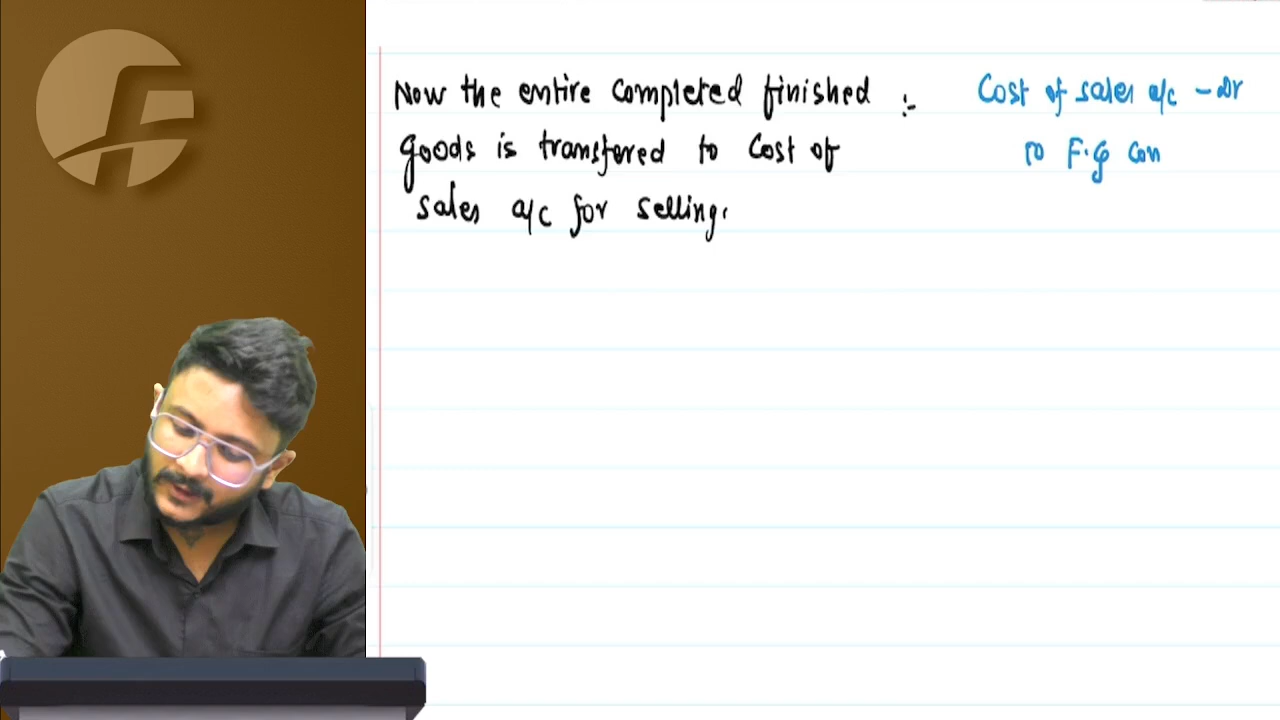 Now the entire Completed finished :- Cost of sales a/c - Dr
goods is transfered to Cost of To F.G Con
sales a/c for selling.